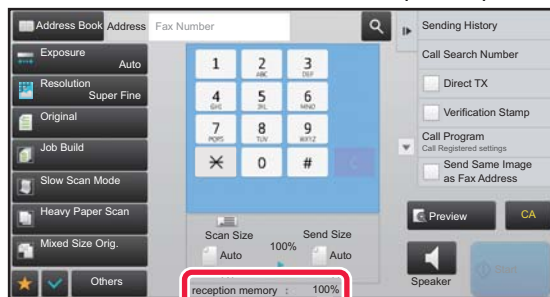 Address Book
Address
Fax Number
Exposure
Auto
Resolution
Super Fine
Original
Job Build
Slow Scan Mode
Heavy Paper Scan
Mixed Size Orig.
Others
1
2
ABC
3
DEF
4
GHI
5
JKL
6
MNO
7
PQRS
8
TUV
9
WXYZ
0
#
Scan Size
Auto
100%
Send Size
Auto
reception memory : 100%
Sending History
Call Search Number
Direct TX
Verification Stamp
Call Program
Call Registered settings
Send Same Image
as Fax Address
Preview
CA
Speaker
Start